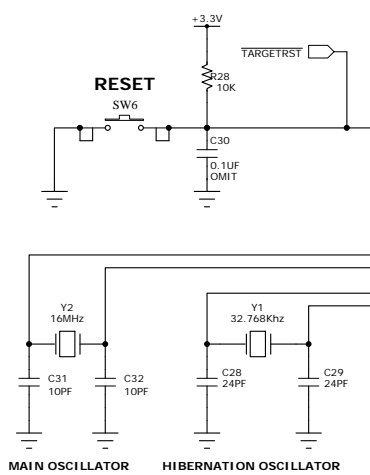 +3.3V
TARGETRST
R28
10K
RESET
SW6
C30
0.1UF
OMIT
Y2
16MHz
Y1
32.768Khz
C31
10PF
C32
10PF
C28
24PF
C29
24PF
MAIN OSCILLATOR
HIBERNATION OSCILLATOR